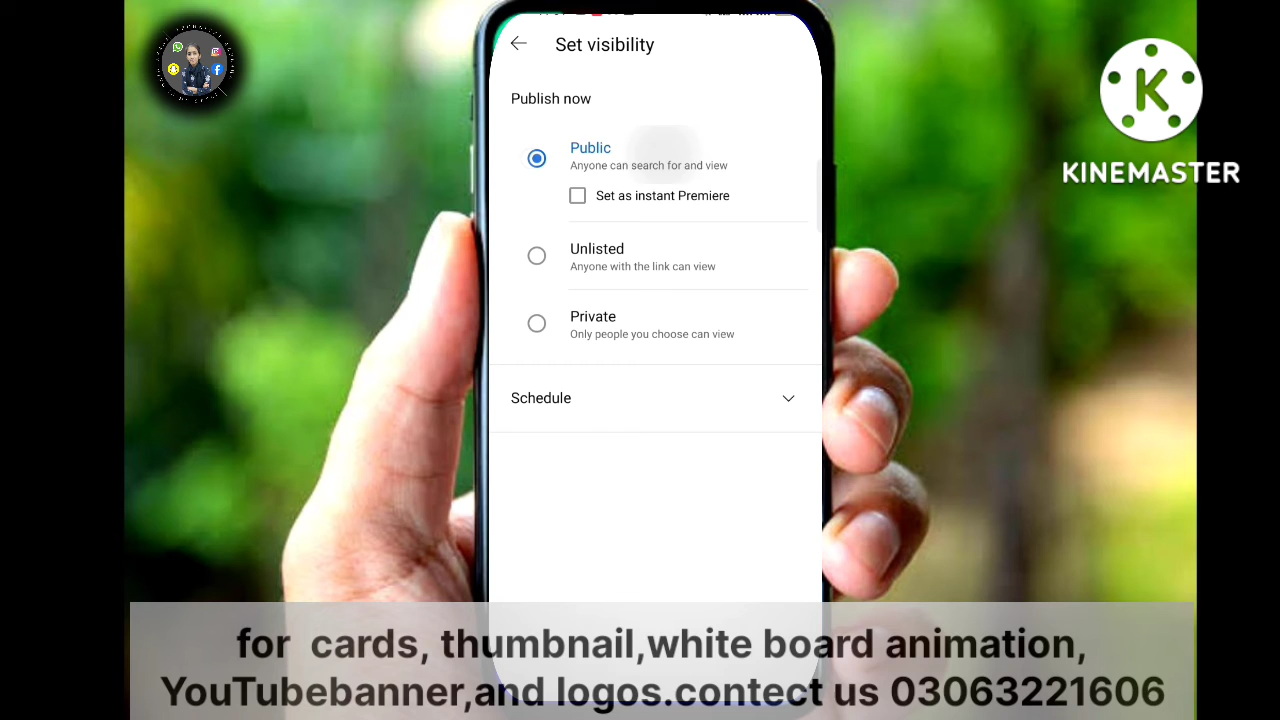 Set visibility
Publish now
Public
Anyone can search for and view
Set as instant Premiere
Unlisted
Anyone with the link can view
Private
Only people you choose can view
Schedule
K
KINEMASTER
for cards, thumbnail,white board animation,
YouTubebanner,and logos.contect us 03063221606